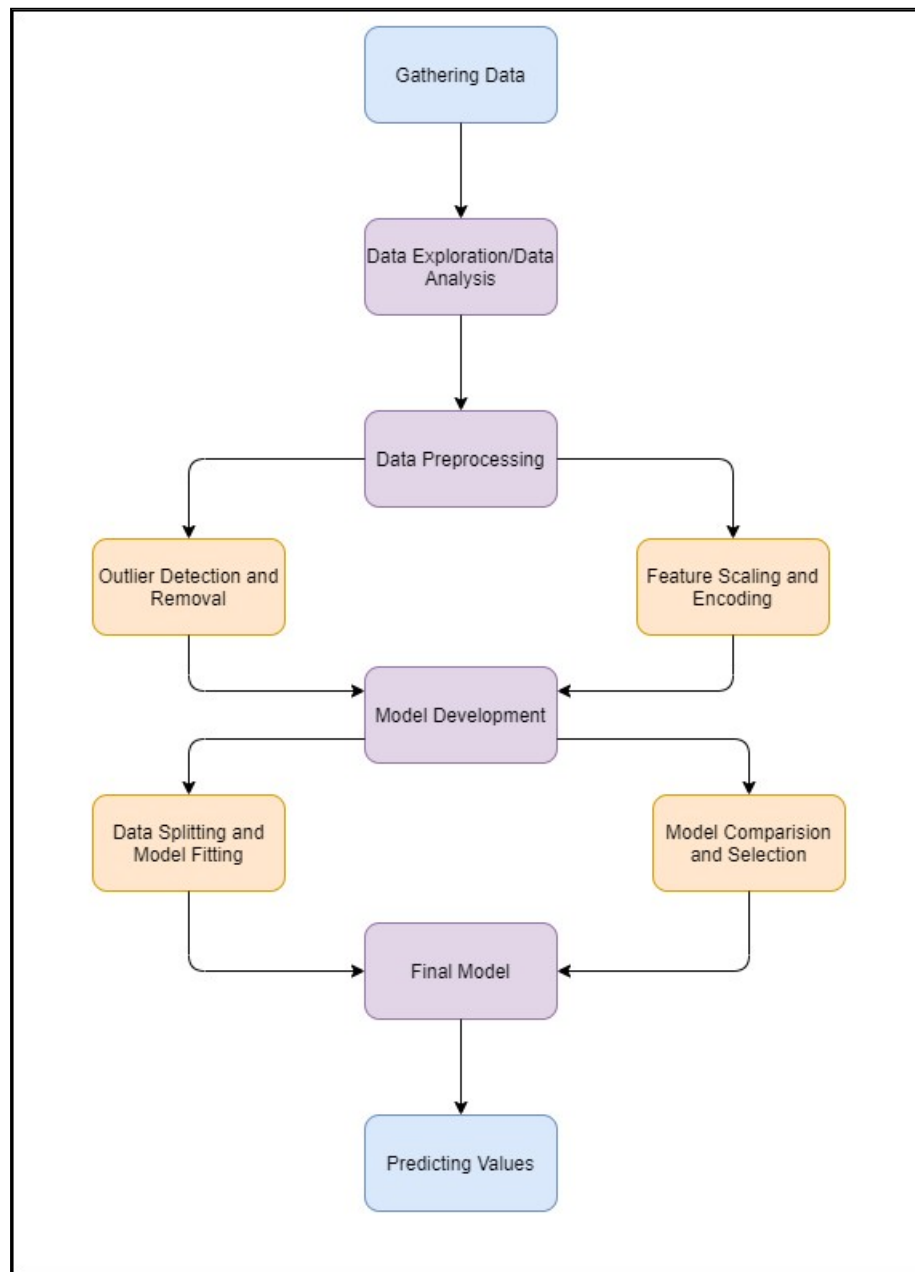 Gathering Data
Data Exploration/Data
Analysis
Data Preprocessing
Outlier Detection and
Removal
Feature Scaling and
Encoding
Model Development
Data Splitting and
Model Fitting
Model Comparision
and Selection
Final Model
Predicting Values